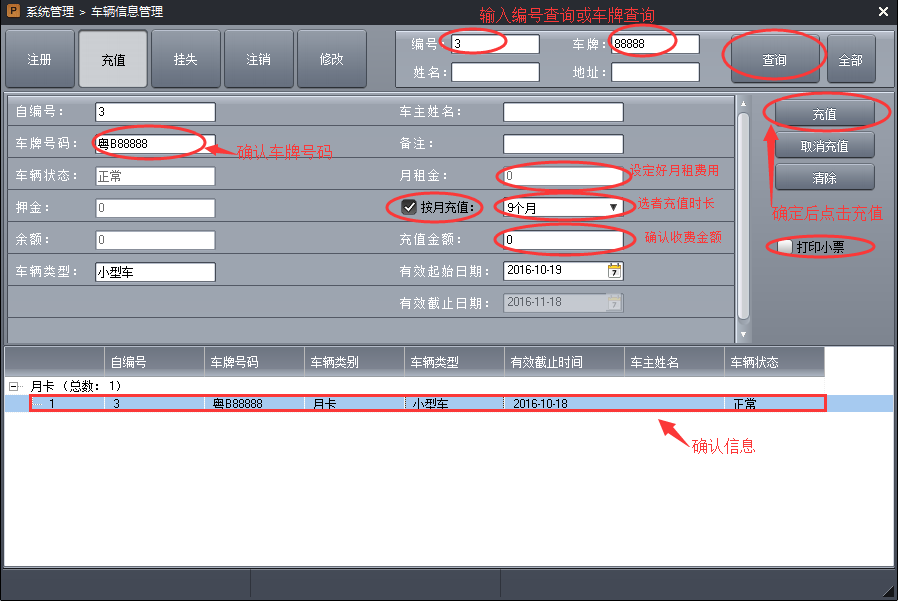 P 系统管理 > 车辆信息管理
输入编号查询或车牌查询
注册 充值 挂失 注销 修改
编号: 3 车牌: 88888
姓名: 地址:
查询 全部
自编号: 3 车主姓名:
车牌号码: 粤B88888 确认车牌号码 备注:
车辆状态: 正常 月租金: 0 设定好月租费用
押金: 0 按月充值: 9个月 选者充值时长
余额: 0 充值金额: 0 确认收费金额
车辆类型: 小型车 有效起始日期: 2016-10-19
有效截止日期: 2016-11-18
充值
取消充值
清除
确定后点击充值
打印小票
自编号 车牌号码 车辆类别 车辆类型 有效截止时间 车主姓名 车辆状态
月卡 (总数: 1)
1 3 粤B88888 月卡 小型车 2016-10-18 正常
确认信息